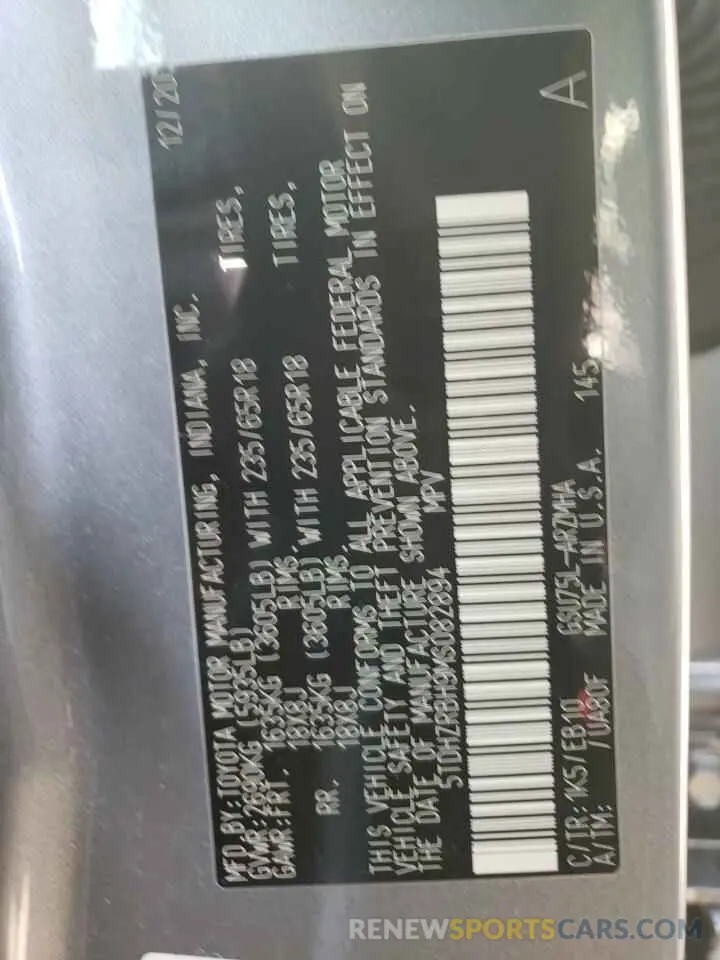 MFD BY: TOYOTA MOTOR MANUFACTURING, INDIANA, INC. 12/20
GVWR: 2690KG (5935LB)
GAWR: FRT. 1635KG (3605LB) WITH 235/65R18 TIRES,
18X8J RIMS,
RR. 1635KG (3605LB) WITH 235/65R18 TIRES,
18X8J RIMS,
THIS VEHICLE CONFORMS TO ALL APPLICABLE FEDERAL MOTOR
VEHICLE SAFETY AND THEFT PREVENTION STANDARDS IN EFFECT ON
THE DATE OF MANUFACTURE SHOWN ABOVE.
5TDHZRBH9MS082894 MPV
C/TR: 1K5/EB10 GSU75L-ARZMHA A
A/TM: /UA80F MADE IN U.S.A. 145
RENEWSPORTSCARS.COM